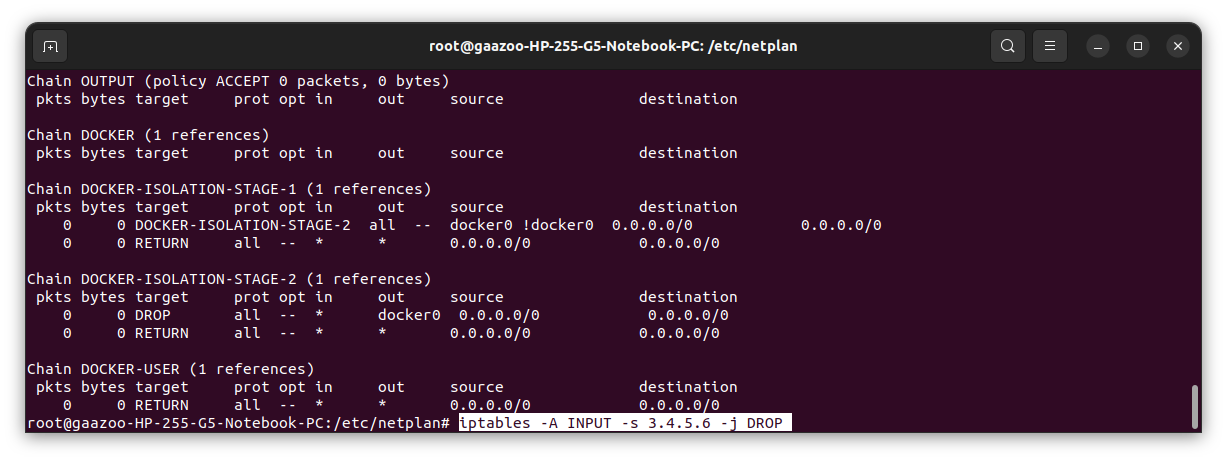 root@gaazoo-HP-255-G5-Notebook-PC: /etc/netplan
Chain OUTPUT (policy ACCEPT 0 packets, 0 bytes)
 pkts bytes target     prot opt in     out     source               destination

Chain DOCKER (1 references)
 pkts bytes target     prot opt in     out     source               destination

Chain DOCKER-ISOLATION-STAGE-1 (1 references)
 pkts bytes target     prot opt in     out     source               destination
    0     0 DOCKER-ISOLATION-STAGE-2  all  --  docker0 !docker0  0.0.0.0/0            0.0.0.0/0
    0     0 RETURN     all  --  *      *       0.0.0.0/0            0.0.0.0/0

Chain DOCKER-ISOLATION-STAGE-2 (1 references)
 pkts bytes target     prot opt in     out     source               destination
    0     0 DROP       all  --  *      docker0  0.0.0.0/0            0.0.0.0/0
    0     0 RETURN     all  --  *      *       0.0.0.0/0            0.0.0.0/0

Chain DOCKER-USER (1 references)
 pkts bytes target     prot opt in     out     source               destination
    0     0 RETURN     all  --  *      *       0.0.0.0/0            0.0.0.0/0
root@gaazoo-HP-255-G5-Notebook-PC:/etc/netplan# iptables -A INPUT -s 3.4.5.6 -j DROP